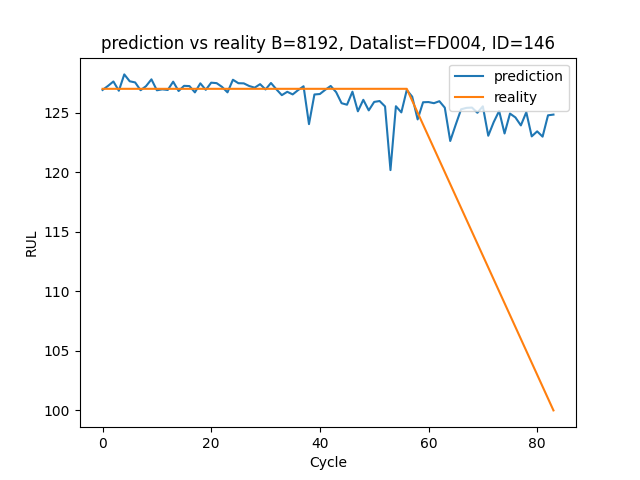 prediction vs reality B=8192, Datalist=FD004, ID=146
prediction
reality
RUL
125
120
115
110
105
100
0 20 40 60 80
Cycle